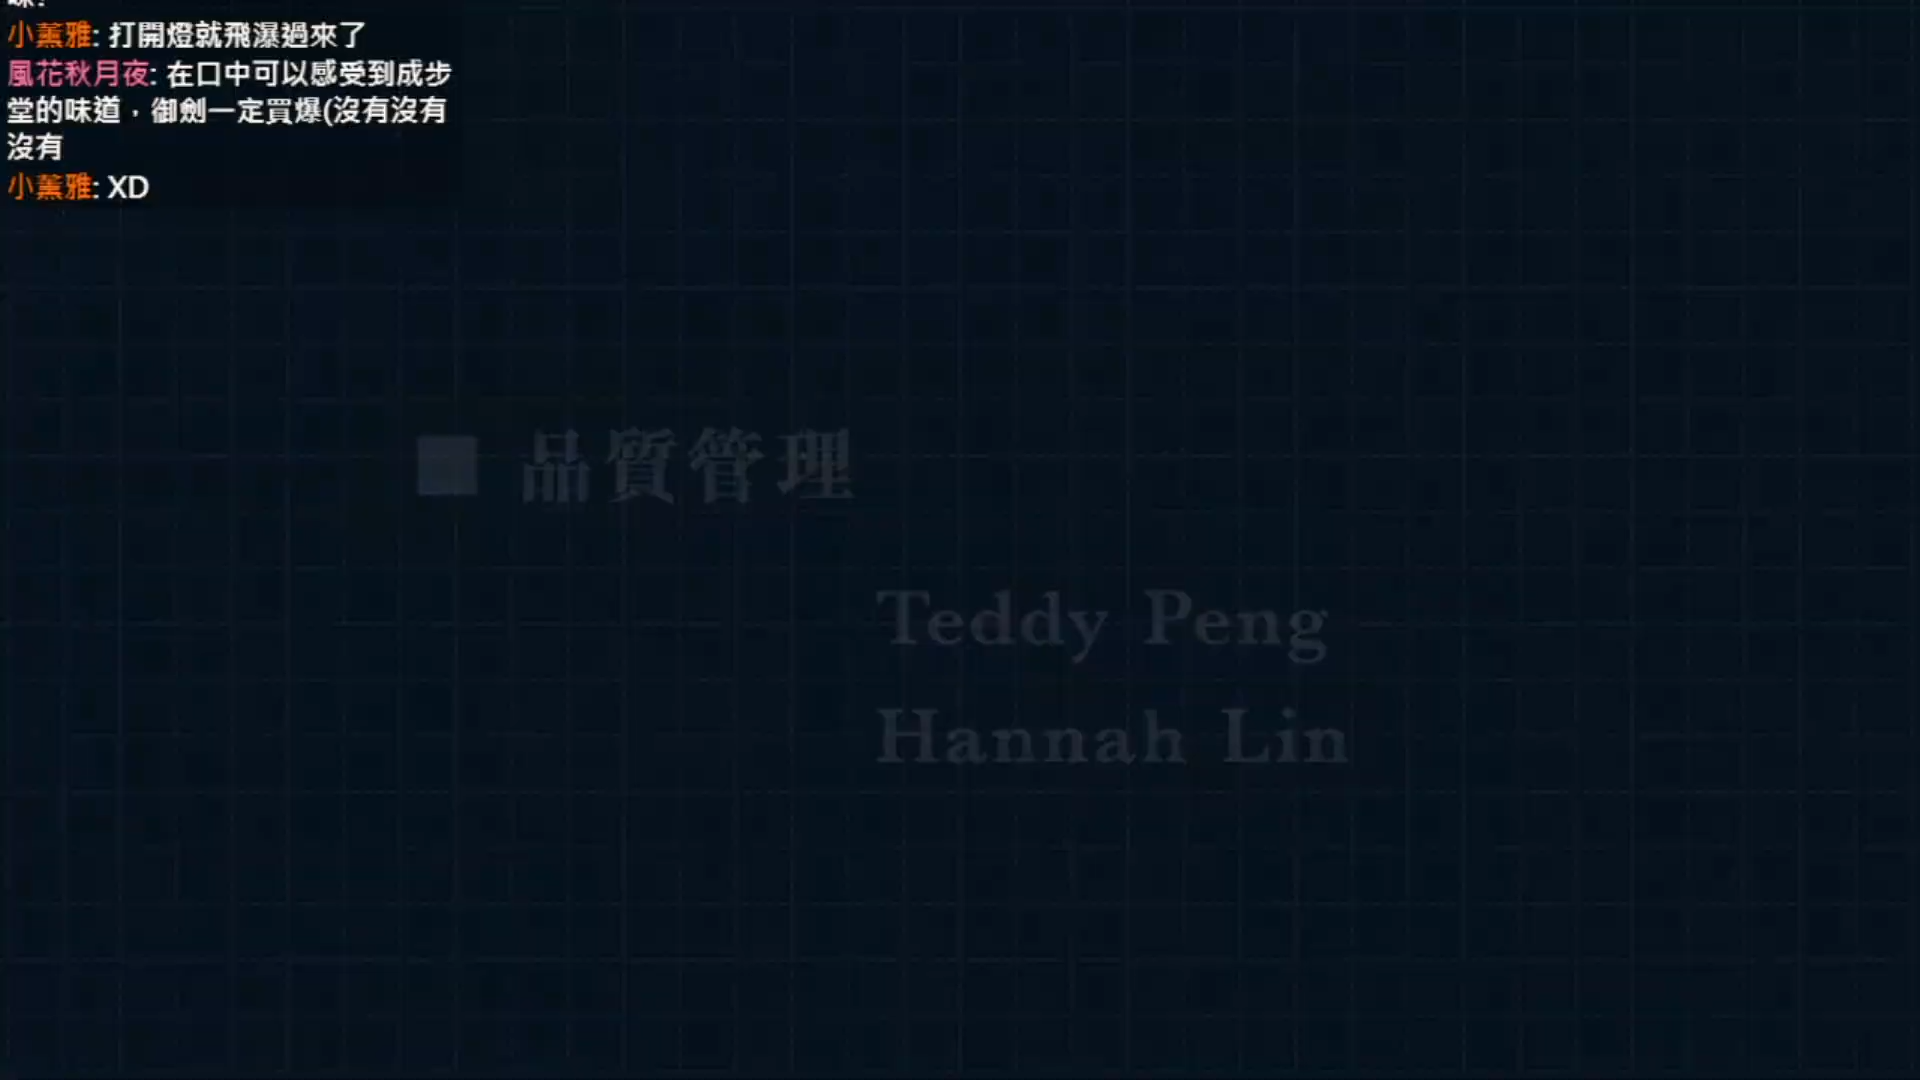 小薰雅: 打開燈就飛瀑過來了
風花秋月夜: 在口中可以感受到成步
堂的味道，御劍一定買爆(沒有沒有
沒有
小薰雅: XD
■ 品質管理
Teddy Peng
Hannah Lin